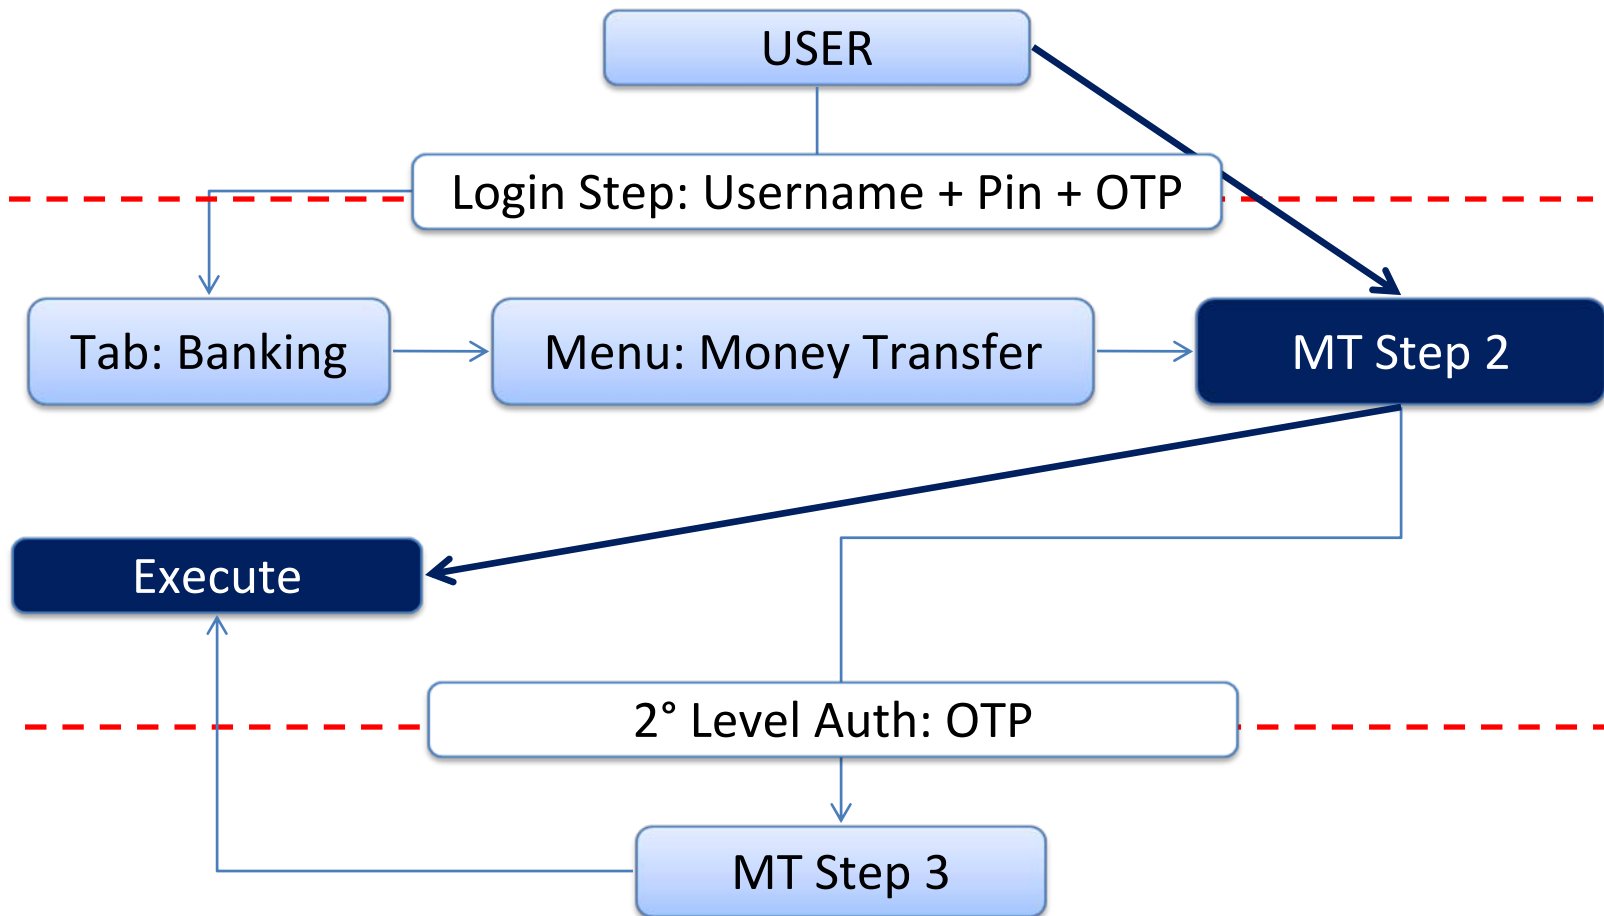 USER
Login Step: Username + Pin + OTP
Tab: Banking
Menu: Money Transfer
MT Step 2
Execute
2° Level Auth: OTP
MT Step 3